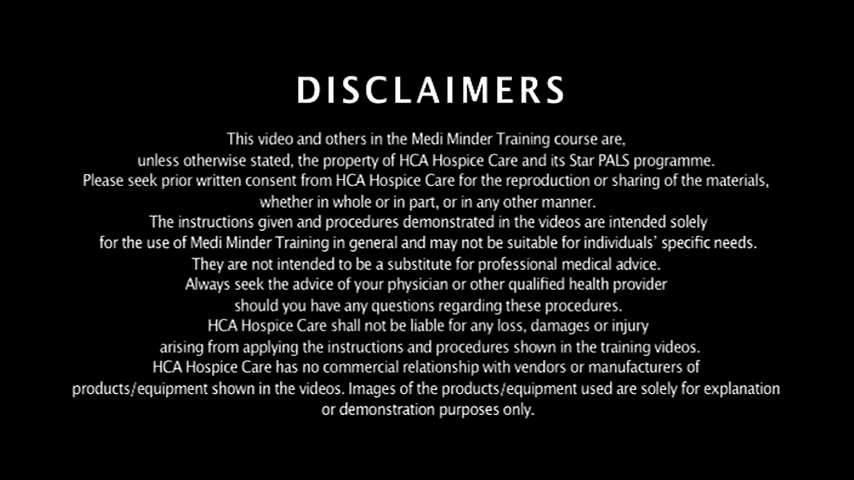 DISCLAIMERS
This video and others in the Medi Minder Training course are,
unless otherwise stated, the property of HCA Hospice Care and its Star PALS programme.
Please seek prior written consent from HCA Hospice Care for the reproduction or sharing of the materials,
whether in whole or in part, or in any other manner.
The instructions given and procedures demonstrated in the videos are intended solely
for the use of Medi Minder Training in general and may not be suitable for individuals' specific needs.
They are not intended to be a substitute for professional medical advice.
Always seek the advice of your physician or other qualified health provider
should you have any questions regarding these procedures.
HCA Hospice Care shall not be liable for any loss, damages or injury
arising from applying the instructions and procedures shown in the training videos.
HCA Hospice Care has no commercial relationship with vendors or manufacturers of
products/equipment shown in the videos. Images of the products/equipment used are solely for explanation
or demonstration purposes only.